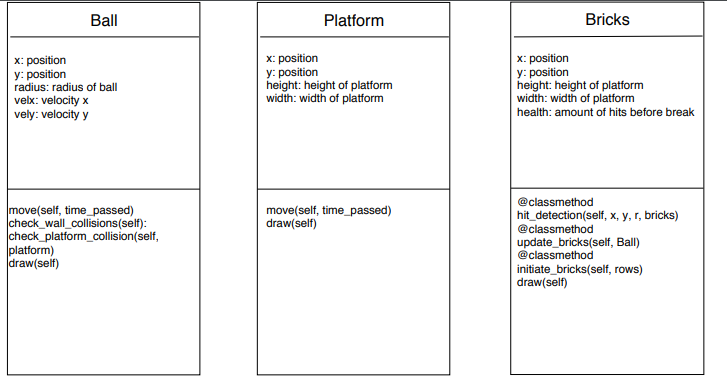 Ball
x: position
y: position
radius: radius of ball
velx: velocity x
vely: velocity y
move(self, time_passed)
check_wall_collisions(self):
check_platform_collision(self,
platform)
draw(self)
Platform
x: position
y: position
height: height of platform
width: width of platform
move(self, time_passed)
draw(self)
Bricks
x: position
y: position
height: height of platform
width: width of platform
health: amount of hits before break
@classmethod
hit_detection(self, x, y, r, bricks)
@classmethod
update_bricks(self, Ball)
@classmethod
initiate_bricks(self, rows)
draw(self)